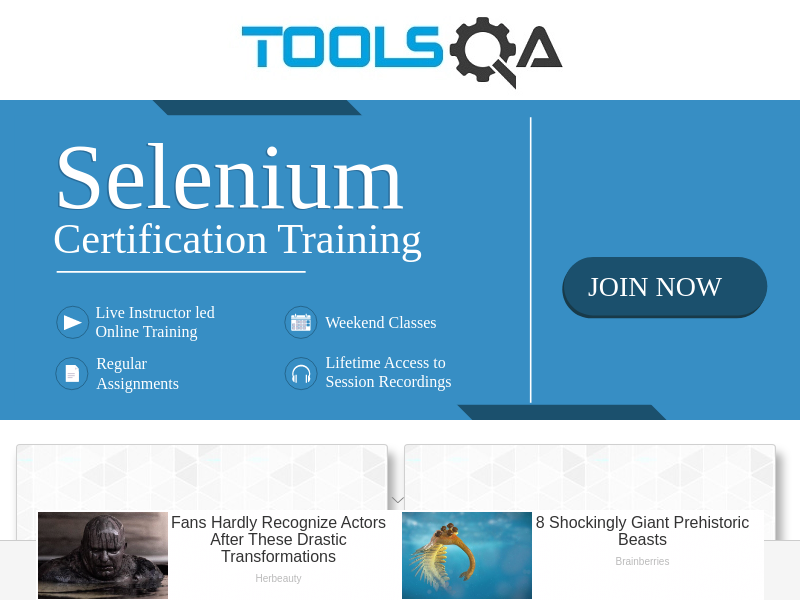 TOOLSQA
Selenium
Certification Training
JOIN NOW
Live Instructor led
Online Training
Weekend Classes
Regular
Assignments
Lifetime Access to
Session Recordings
Fans Hardly Recognize Actors
After These Drastic
Transformations
Herbeauty
8 Shockingly Giant Prehistoric
Beasts
Brainberries